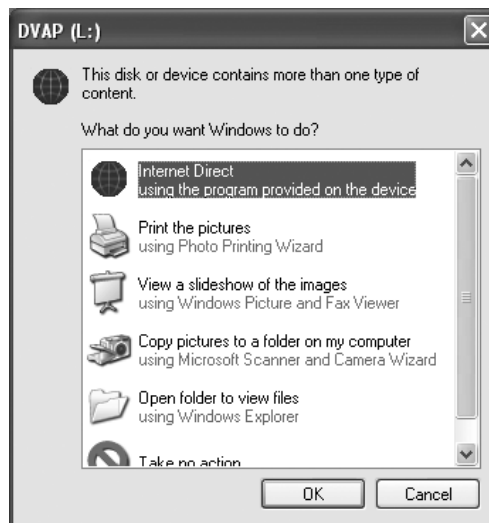 DVAP (L:)
This disk or device contains more than one type of
content.
What do you want Windows to do?
Internet Direct
using the program provided on the device
Print the pictures
using Photo Printing Wizard
View a slideshow of the images
using Windows Picture and Fax Viewer
Copy pictures to a folder on my computer
using Microsoft Scanner and Camera Wizard
Open folder to view files
using Windows Explorer
Take no action
OK
Cancel